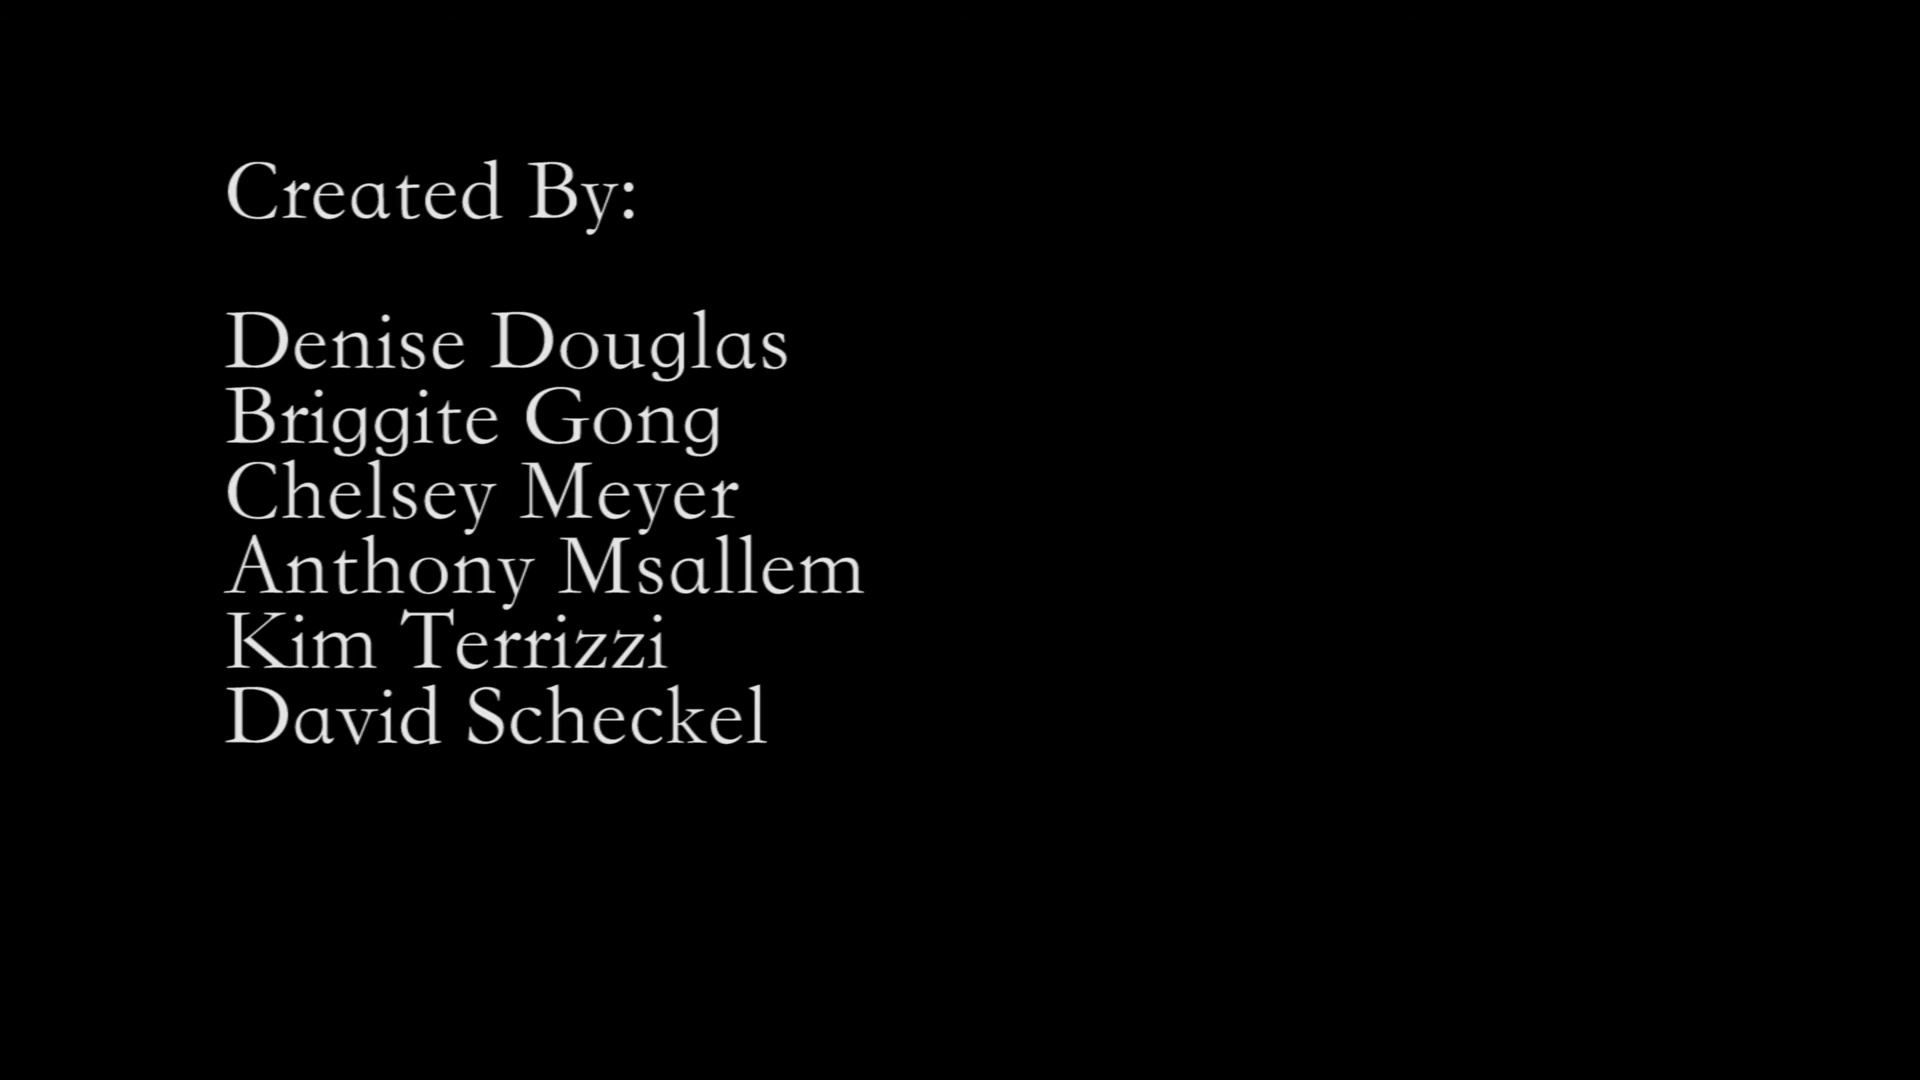 Created By:
Denise Douglas
Briggite Gong
Chelsey Meyer
Anthony Msallem
Kim Terrizzi
David Scheckel